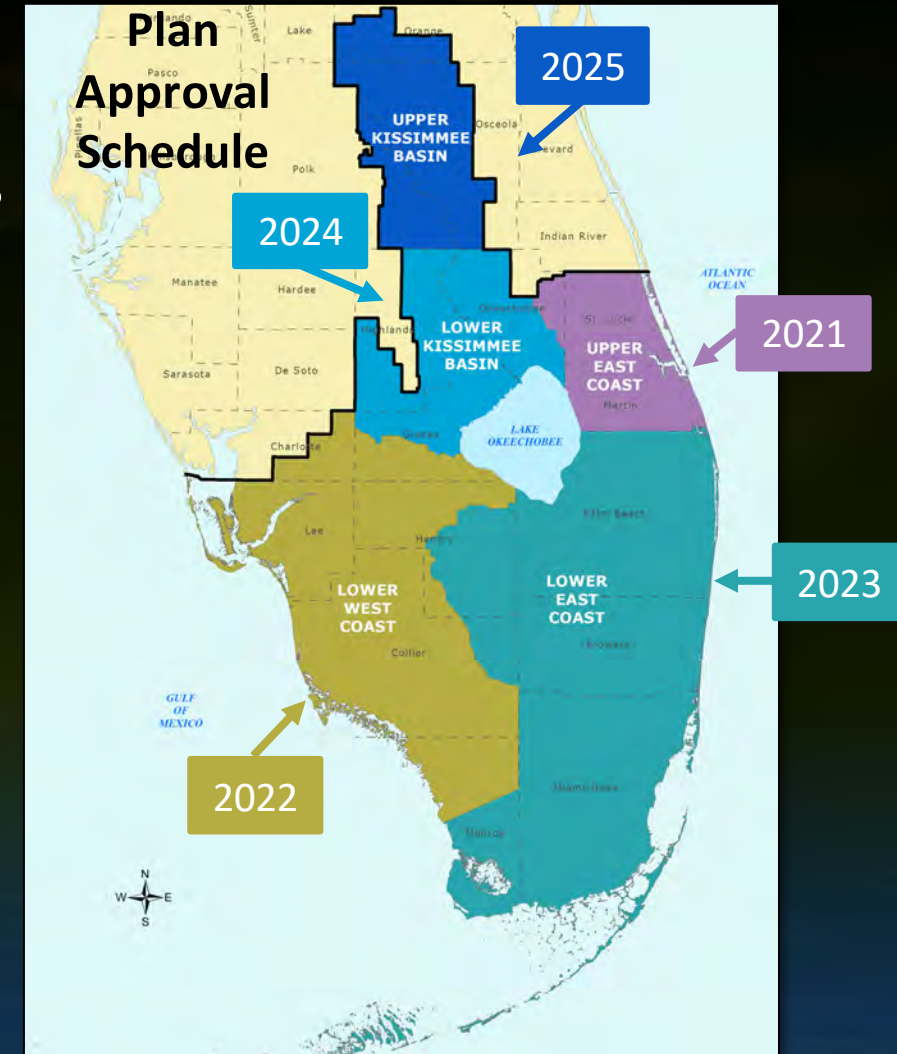 Plan
Approval
Schedule
Sumter
Lake
Orange
Pasco
Pinellas
Polk
UPPER
KISSIMMEE
BASIN
2025
Osceola
2024
Indian River
Manatee
Hardee
Highlands
ATLANTIC
OCEAN
LOWER
KISSIMMEE
BASIN
St. Lucie
UPPER
EAST
COAST
2021
Sarasota
De Soto
Martin
LAKE
OKEECHOBEE
Charlotte
Glades
Lee
Hendry
Palm Beach
LOWER
WEST
COAST
LOWER
EAST
COAST
2023
Collier
Broward
GULF
OF
MEXICO
2022
Miami-Dade
Monroe
N
W E
S